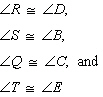 ∠R ≅ ∠D,
∠S ≅ ∠B,
∠Q ≅ ∠C, and
∠T ≅ ∠E